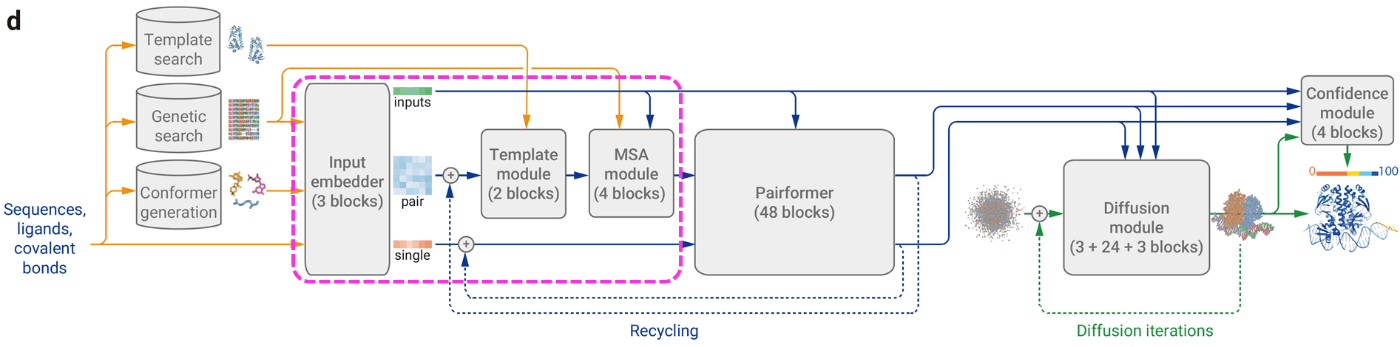 d
Template
search
Genetic
search
Conformer
generation
Sequences,
ligands,
covalent
bonds
Input
embedder
(3 blocks)
inputs
pair
single
+
+
Template
module
(2 blocks)
MSA
module
(4 blocks)
Pairformer
(48 blocks)
Recycling
+
Diffusion
module
(3 + 24 + 3 blocks)
Diffusion iterations
Confidence
module
(4 blocks)
0 100